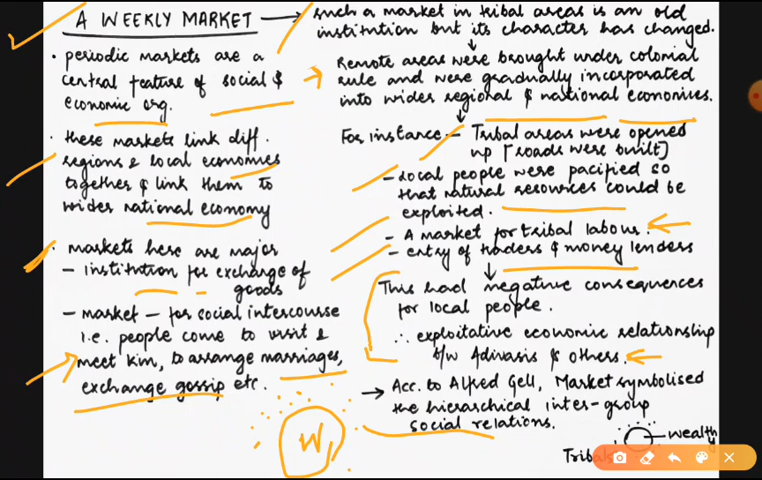 A WEEKLY MARKET →
• periodic markets are a
central feature of social &
economic org.
• these markets link diff.
regions & local economies
together & link them to
wider national economy
• markets here are major
- institution for exchange of
goods
- market - for social intercourse
i.e. people come to visit &
meet kin, to arrange marriages,
exchange gossip etc.
W
such a market in tribal areas is an old
institution but its character has changed.
↓
Remote areas were brought under colonial
rule and were gradually incorporated
into wider regional & national economies.
↓
For instance - Tribal areas were opened
up [roads were built]
- Local people were pacified so
that natural resources could be
exploited.
- A market for tribal labour.
- entry of traders & money lenders
↓
This had negative consequences
for local people.
∴ exploitative economic relationship
b/w Adivasis & others.
→ Acc. to Alfred Gell, Market symbolised
the hierarchical inter-group
social relations.
wealthy